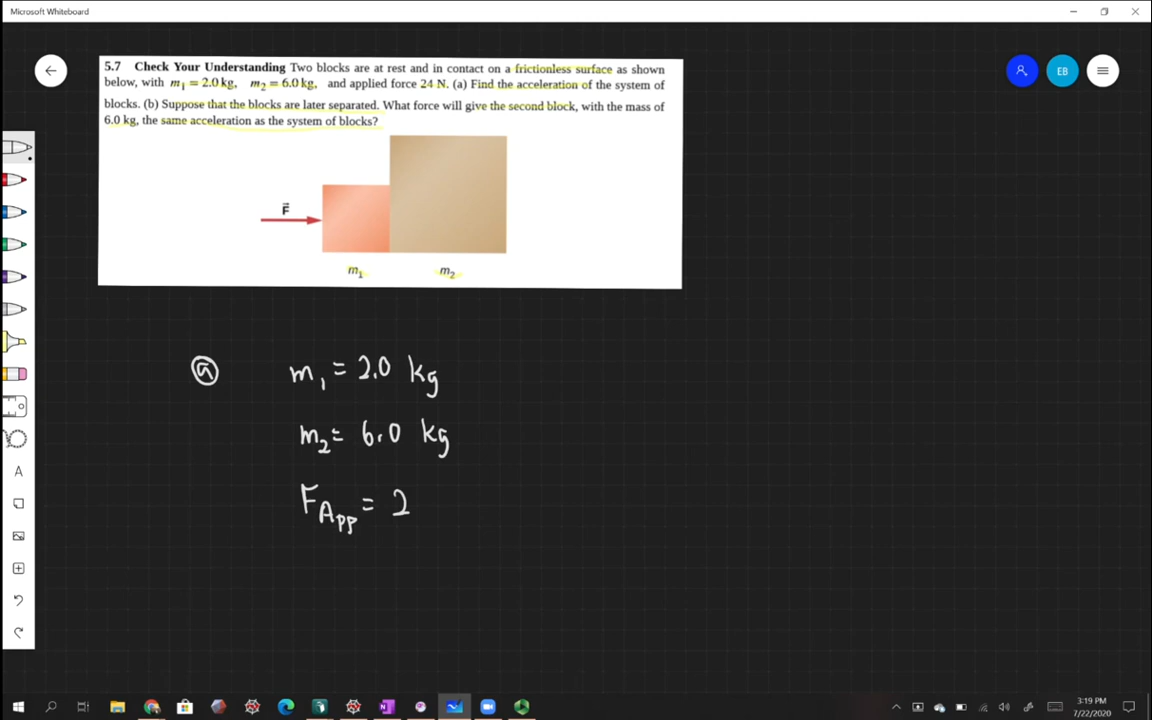 Microsoft Whiteboard
5.7 Check Your Understanding Two blocks are at rest and in contact on a frictionless surface as shown
below, with m₁ = 2.0 kg, m₂ = 6.0 kg, and applied force 24 N. (a) Find the acceleration of the system of
blocks. (b) Suppose that the blocks are later separated. What force will give the second block, with the mass of
6.0 kg, the same acceleration as the system of blocks?
F⃗
m₁ m₂
EB
ⓐ m₁ = 2.0 kg
m₂ = 6.0 kg
F_App = 2
A
3:19 PM
7/22/2020